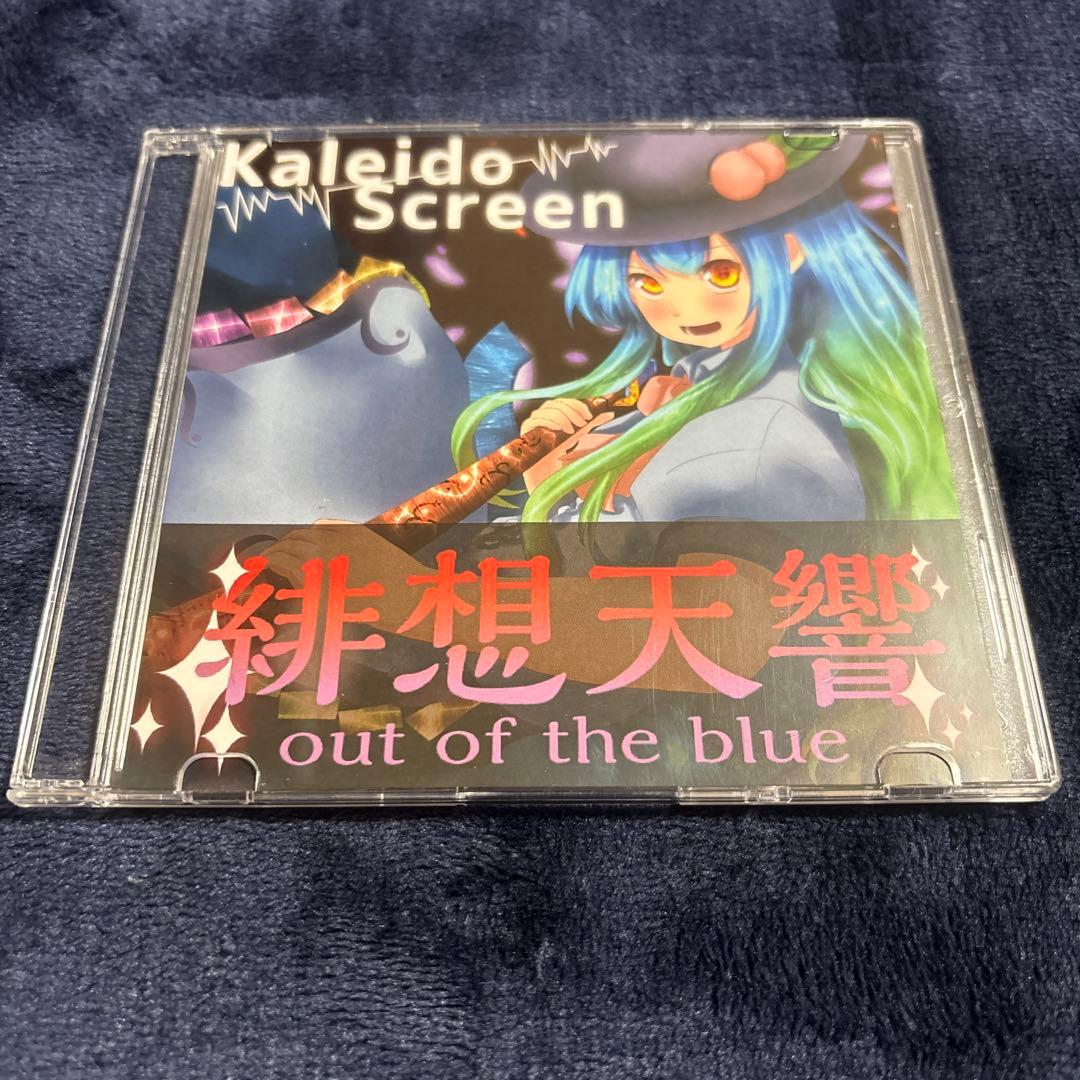 Kaleido
Screen
緋想天響
out of the blue